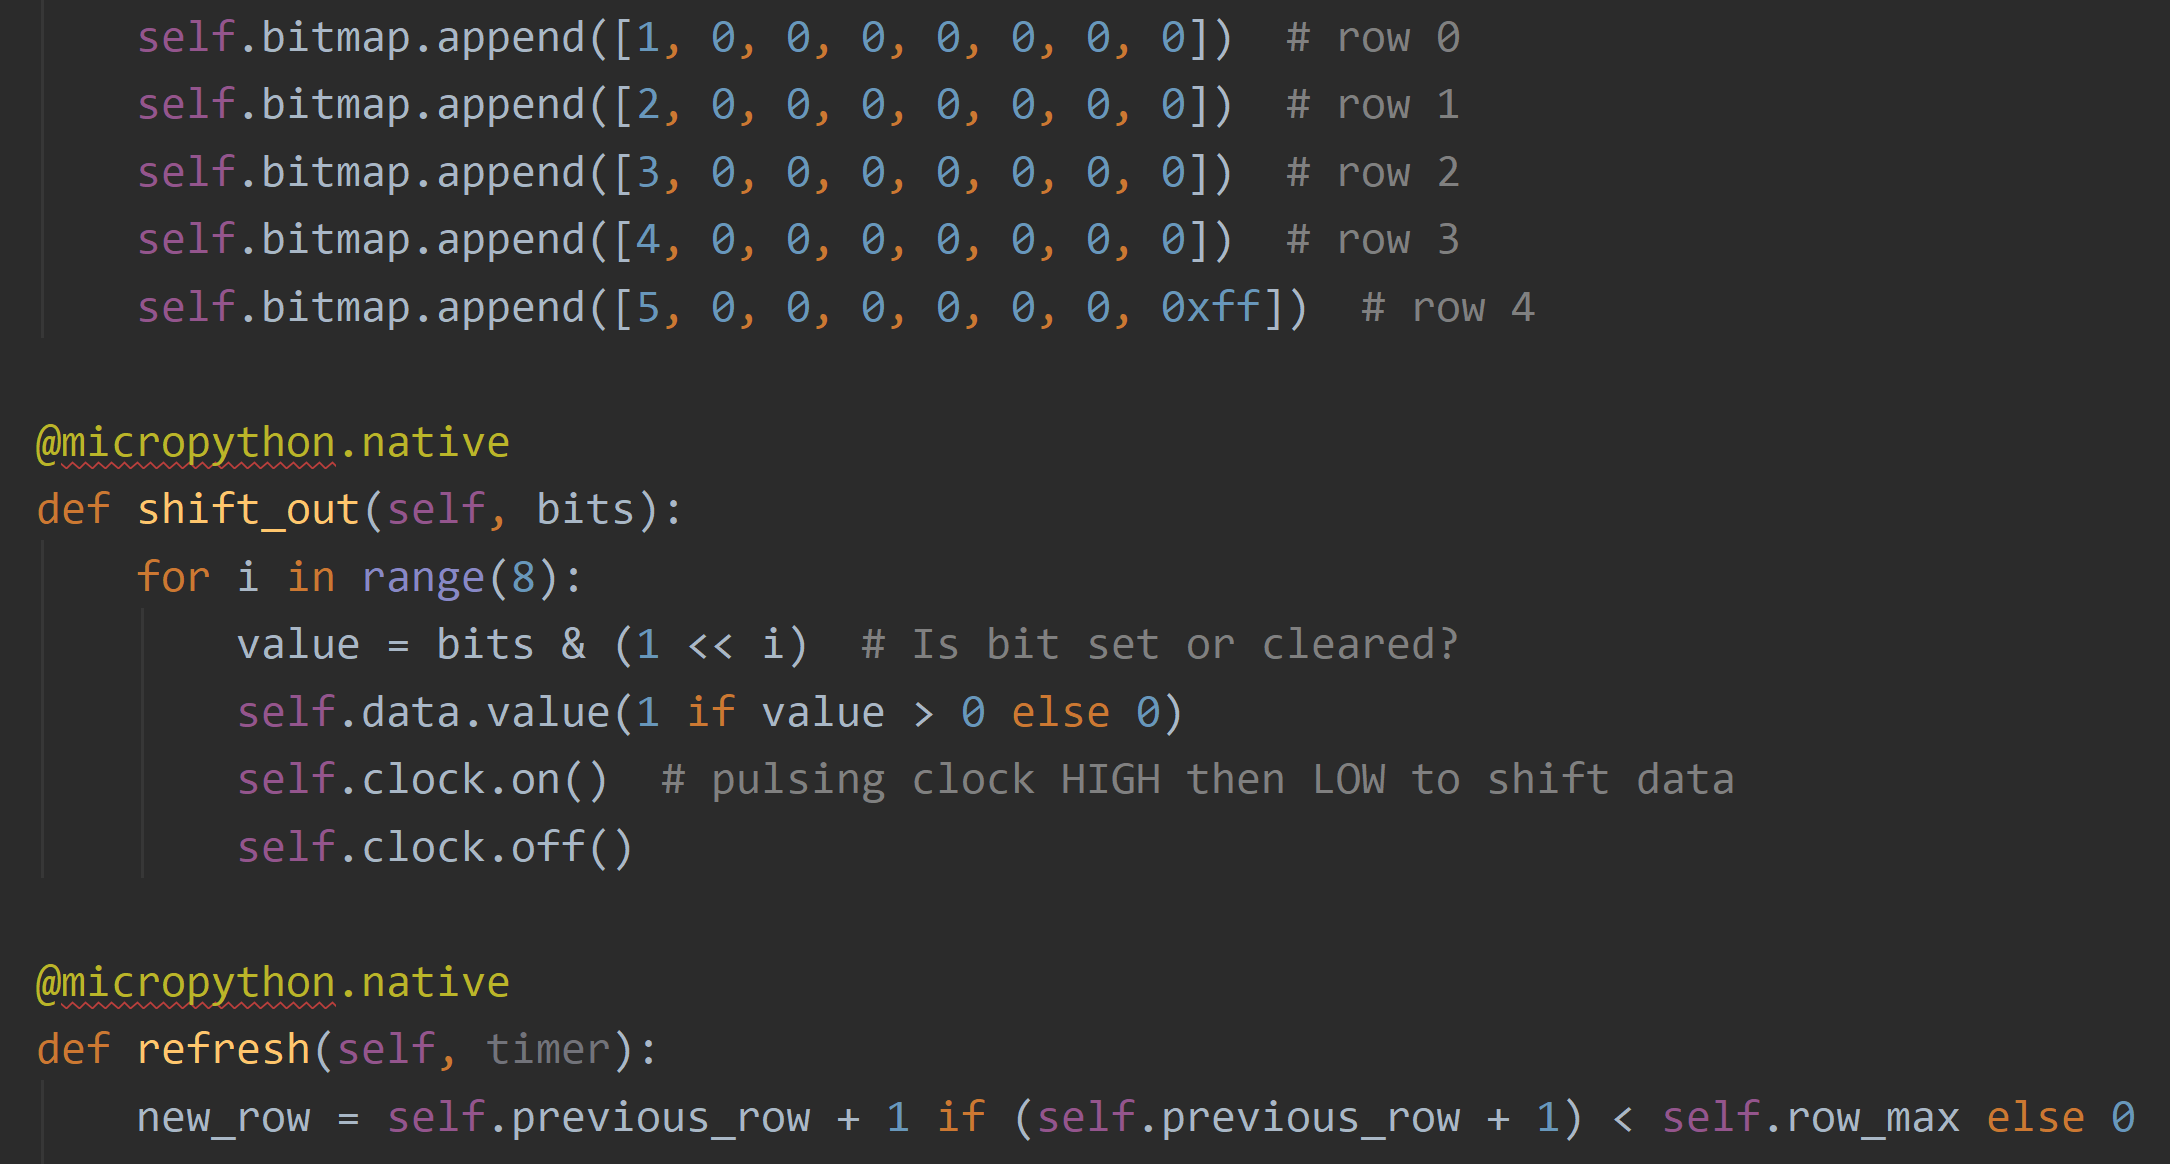 self.bitmap.append([1, 0, 0, 0, 0, 0, 0, 0])  # row 0
self.bitmap.append([2, 0, 0, 0, 0, 0, 0, 0])  # row 1
self.bitmap.append([3, 0, 0, 0, 0, 0, 0, 0])  # row 2
self.bitmap.append([4, 0, 0, 0, 0, 0, 0, 0])  # row 3
self.bitmap.append([5, 0, 0, 0, 0, 0, 0, 0xff])  # row 4
@micropython.native
def shift_out(self, bits):
for i in range(8):
value = bits & (1 << i)  # Is bit set or cleared?
self.data.value(1 if value > 0 else 0)
self.clock.on()  # pulsing clock HIGH then LOW to shift data
self.clock.off()
@micropython.native
def refresh(self, timer):
new_row = self.previous_row + 1 if (self.previous_row + 1) < self.row_max else 0